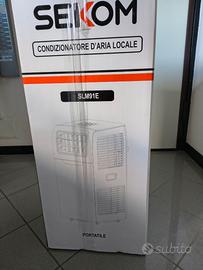 SEKOM
CONDIZIONATORE D'ARIA LOCALE
SLM91E
PORTATILE
subito